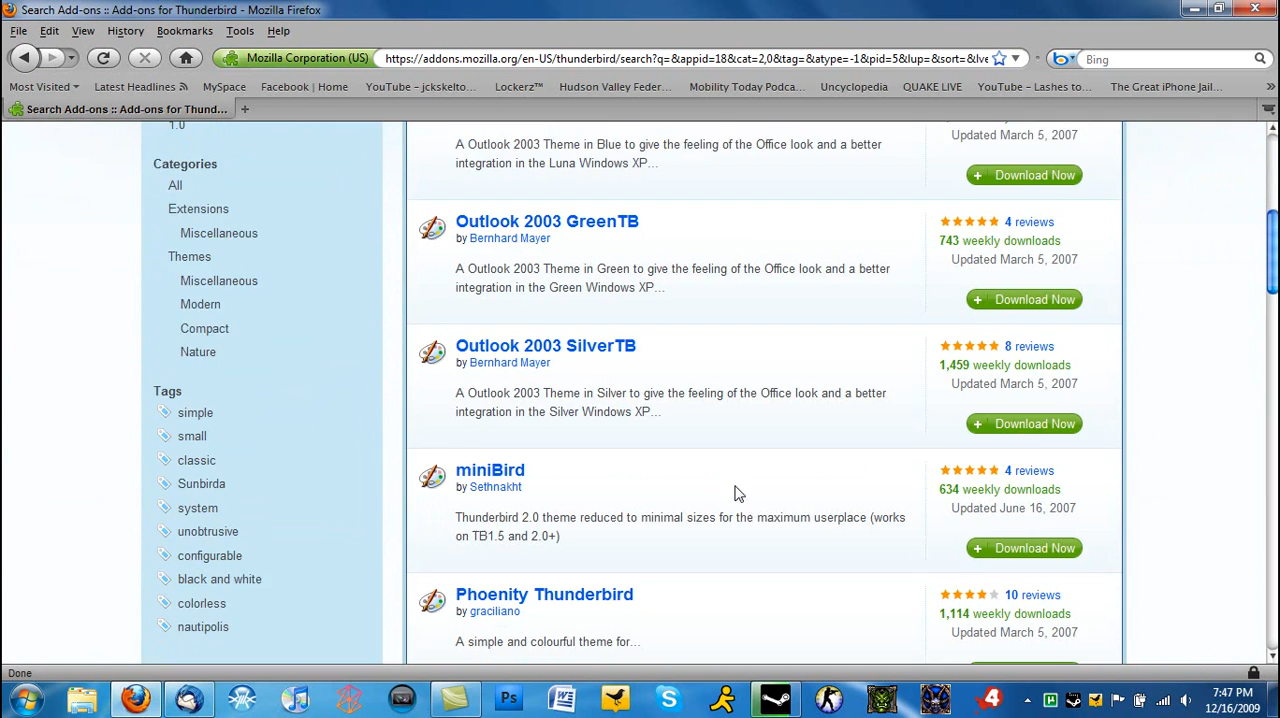 Search Add-ons :: Add-ons for Thunderbird - Mozilla Firefox
File Edit View History Bookmarks Tools Help
Mozilla Corporation (US) https://addons.mozilla.org/en-US/thunderbird/search?q=&appid=18&cat=2,0&tag=&atype=-1&pid=5&lup=&sort=&lve Bing
Most Visited Latest Headlines MySpace Facebook | Home YouTube - jckskelto... Lockerz™ Hudson Valley Feder... Mobility Today Podca... Uncyclopedia QUAKE LIVE YouTube - Lashes to... The Great iPhone Jail... »
Search Add-ons :: Add-ons for Thund... +
1.0
Categories
All
Extensions
Miscellaneous
Themes
Miscellaneous
Modern
Compact
Nature
Tags
simple
small
classic
Sunbirda
system
unobtrusive
configurable
black and white
colorless
nautipolis
A Outlook 2003 Theme in Blue to give the feeling of the Office look and a better
integration in the Luna Windows XP...
Updated March 5, 2007
+ Download Now
Outlook 2003 GreenTB
by Bernhard Mayer
A Outlook 2003 Theme in Green to give the feeling of the Office look and a better
integration in the Green Windows XP...
4 reviews
743 weekly downloads
Updated March 5, 2007
+ Download Now
Outlook 2003 SilverTB
by Bernhard Mayer
A Outlook 2003 Theme in Silver to give the feeling of the Office look and a better
integration in the Silver Windows XP...
8 reviews
1,459 weekly downloads
Updated March 5, 2007
+ Download Now
miniBird
by Sethnakht
Thunderbird 2.0 theme reduced to minimal sizes for the maximum userplace (works
on TB1.5 and 2.0+)
4 reviews
634 weekly downloads
Updated June 16, 2007
+ Download Now
Phoenity Thunderbird
by graciliano
A simple and colourful theme for...
10 reviews
1,114 weekly downloads
Updated March 5, 2007
Done
Ps
7:47 PM
12/16/2009